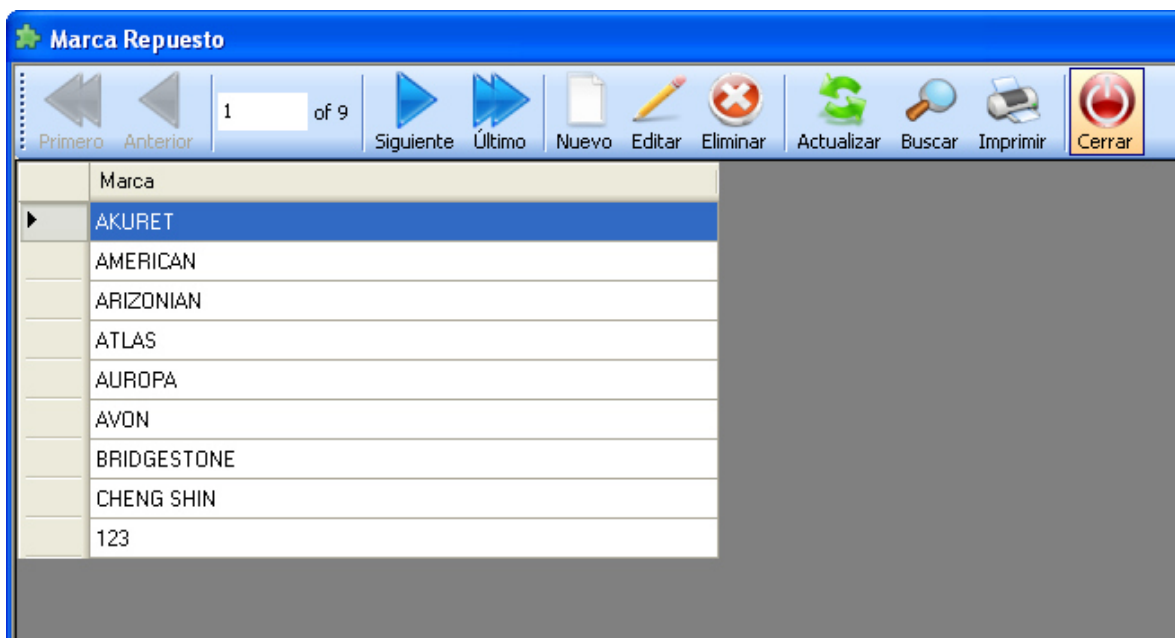 Marca Repuesto
1 of 9
Primero Anterior Siguiente Último Nuevo Editar Eliminar Actualizar Buscar Imprimir Cerrar
Marca
AKURET
AMERICAN
ARIZONIAN
ATLAS
AUROPA
AVON
BRIDGESTONE
CHENG SHIN
123